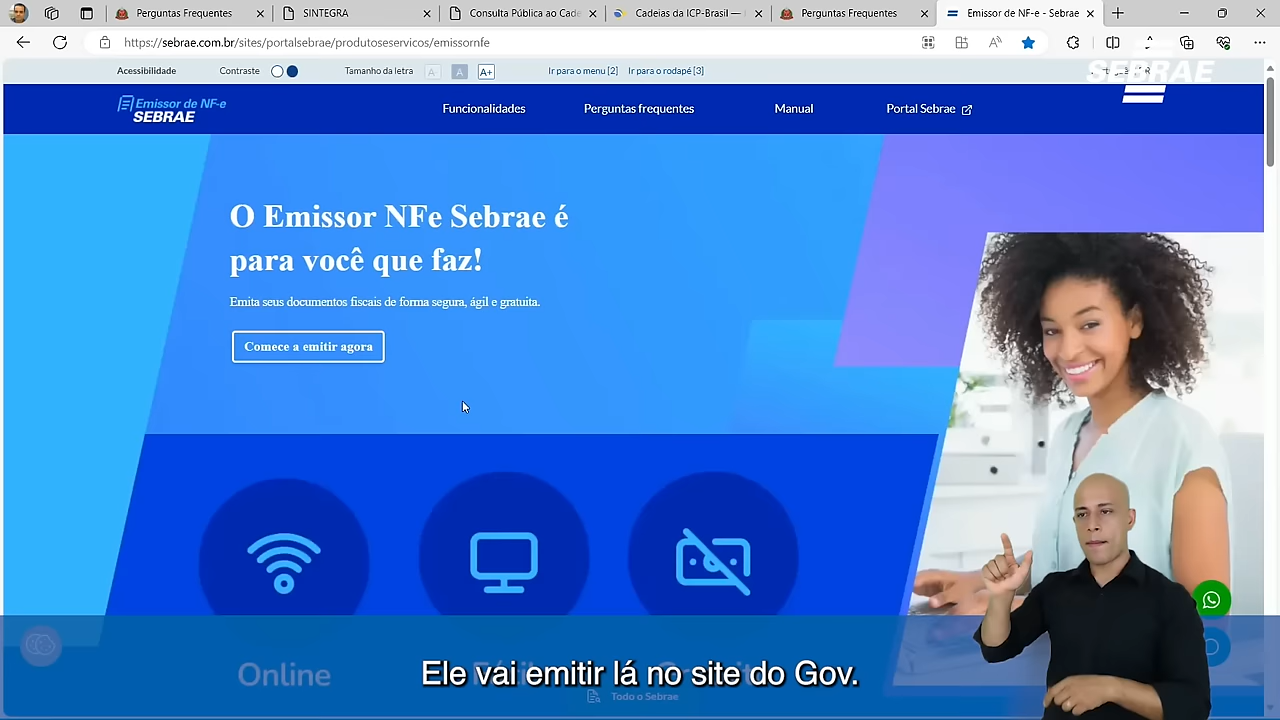 Perguntas Frequentes
SINTEGRA
Consulta Pública ao Cade
Cadeias da ICP-Brasil —
Perguntas Frequentes
Emissor de NF-e - Sebrae
https://sebrae.com.br/sites/portalsebrae/produtoseservicos/emissornfe
Acessibilidade
Contraste
Tamanho da letra
A-
A
A+
Ir para o menu [2]
Ir para o rodapé [3]
SEBRAE
Emissor de NF-e
SEBRAE
Funcionalidades
Perguntas frequentes
Manual
Portal Sebrae
O Emissor NFe Sebrae é
para você que faz!
Emita seus documentos fiscais de forma segura, ágil e gratuita.
Comece a emitir agora
Online
Ele vai emitir lá no site do Gov.
Todo o Sebrae